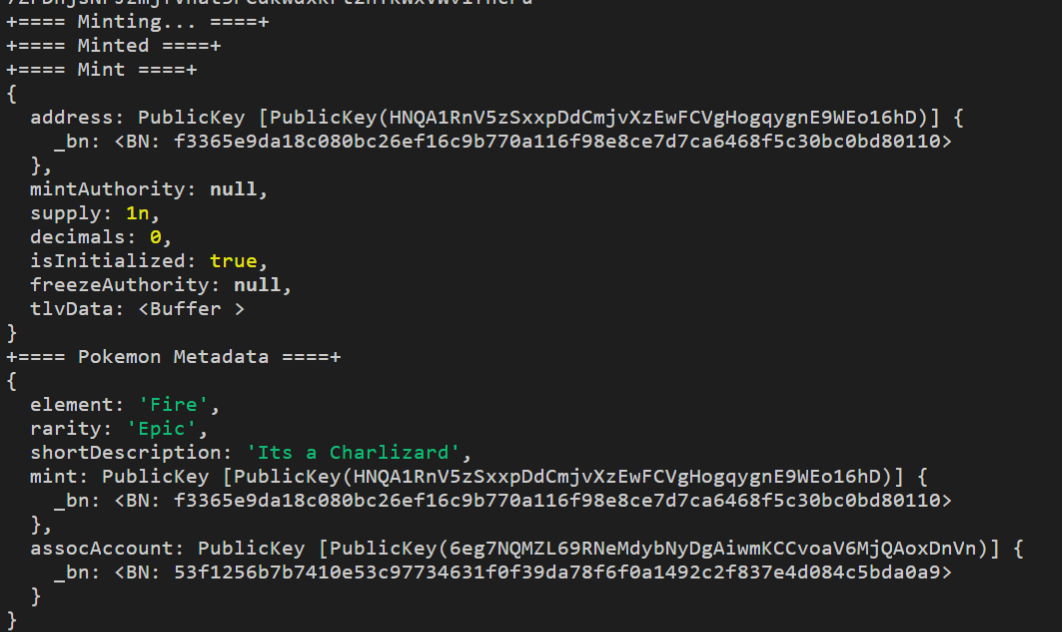 +==== Minting... ====+
+==== Minted ====+
+==== Mint ====+
{
  address: PublicKey [PublicKey(HNQA1RnV5zSxxpDdCmjvXzEwFCVgHogqygnE9WEo16hD)] {
    _bn: <BN: f3365e9da18c080bc26ef16c9b770a116f98e8ce7d7ca6468f5c30bc0bd80110>
  },
  mintAuthority: null,
  supply: 1n,
  decimals: 0,
  isInitialized: true,
  freezeAuthority: null,
  tlvData: <Buffer >
}
+==== Pokemon Metadata ====+
{
  element: 'Fire',
  rarity: 'Epic',
  shortDescription: 'Its a Charlizard',
  mint: PublicKey [PublicKey(HNQA1RnV5zSxxpDdCmjvXzEwFCVgHogqygnE9WEo16hD)] {
    _bn: <BN: f3365e9da18c080bc26ef16c9b770a116f98e8ce7d7ca6468f5c30bc0bd80110>
  },
  assocAccount: PublicKey [PublicKey(6eg7NQMZL69RNeMdybNyDgAiwmKCCvoaV6MjQAoxDnVn)] {
    _bn: <BN: 53f1256b7b7410e53c97734631f0f39da78f6f0a1492c2f837e4d084c5bda0a9>
  }
}